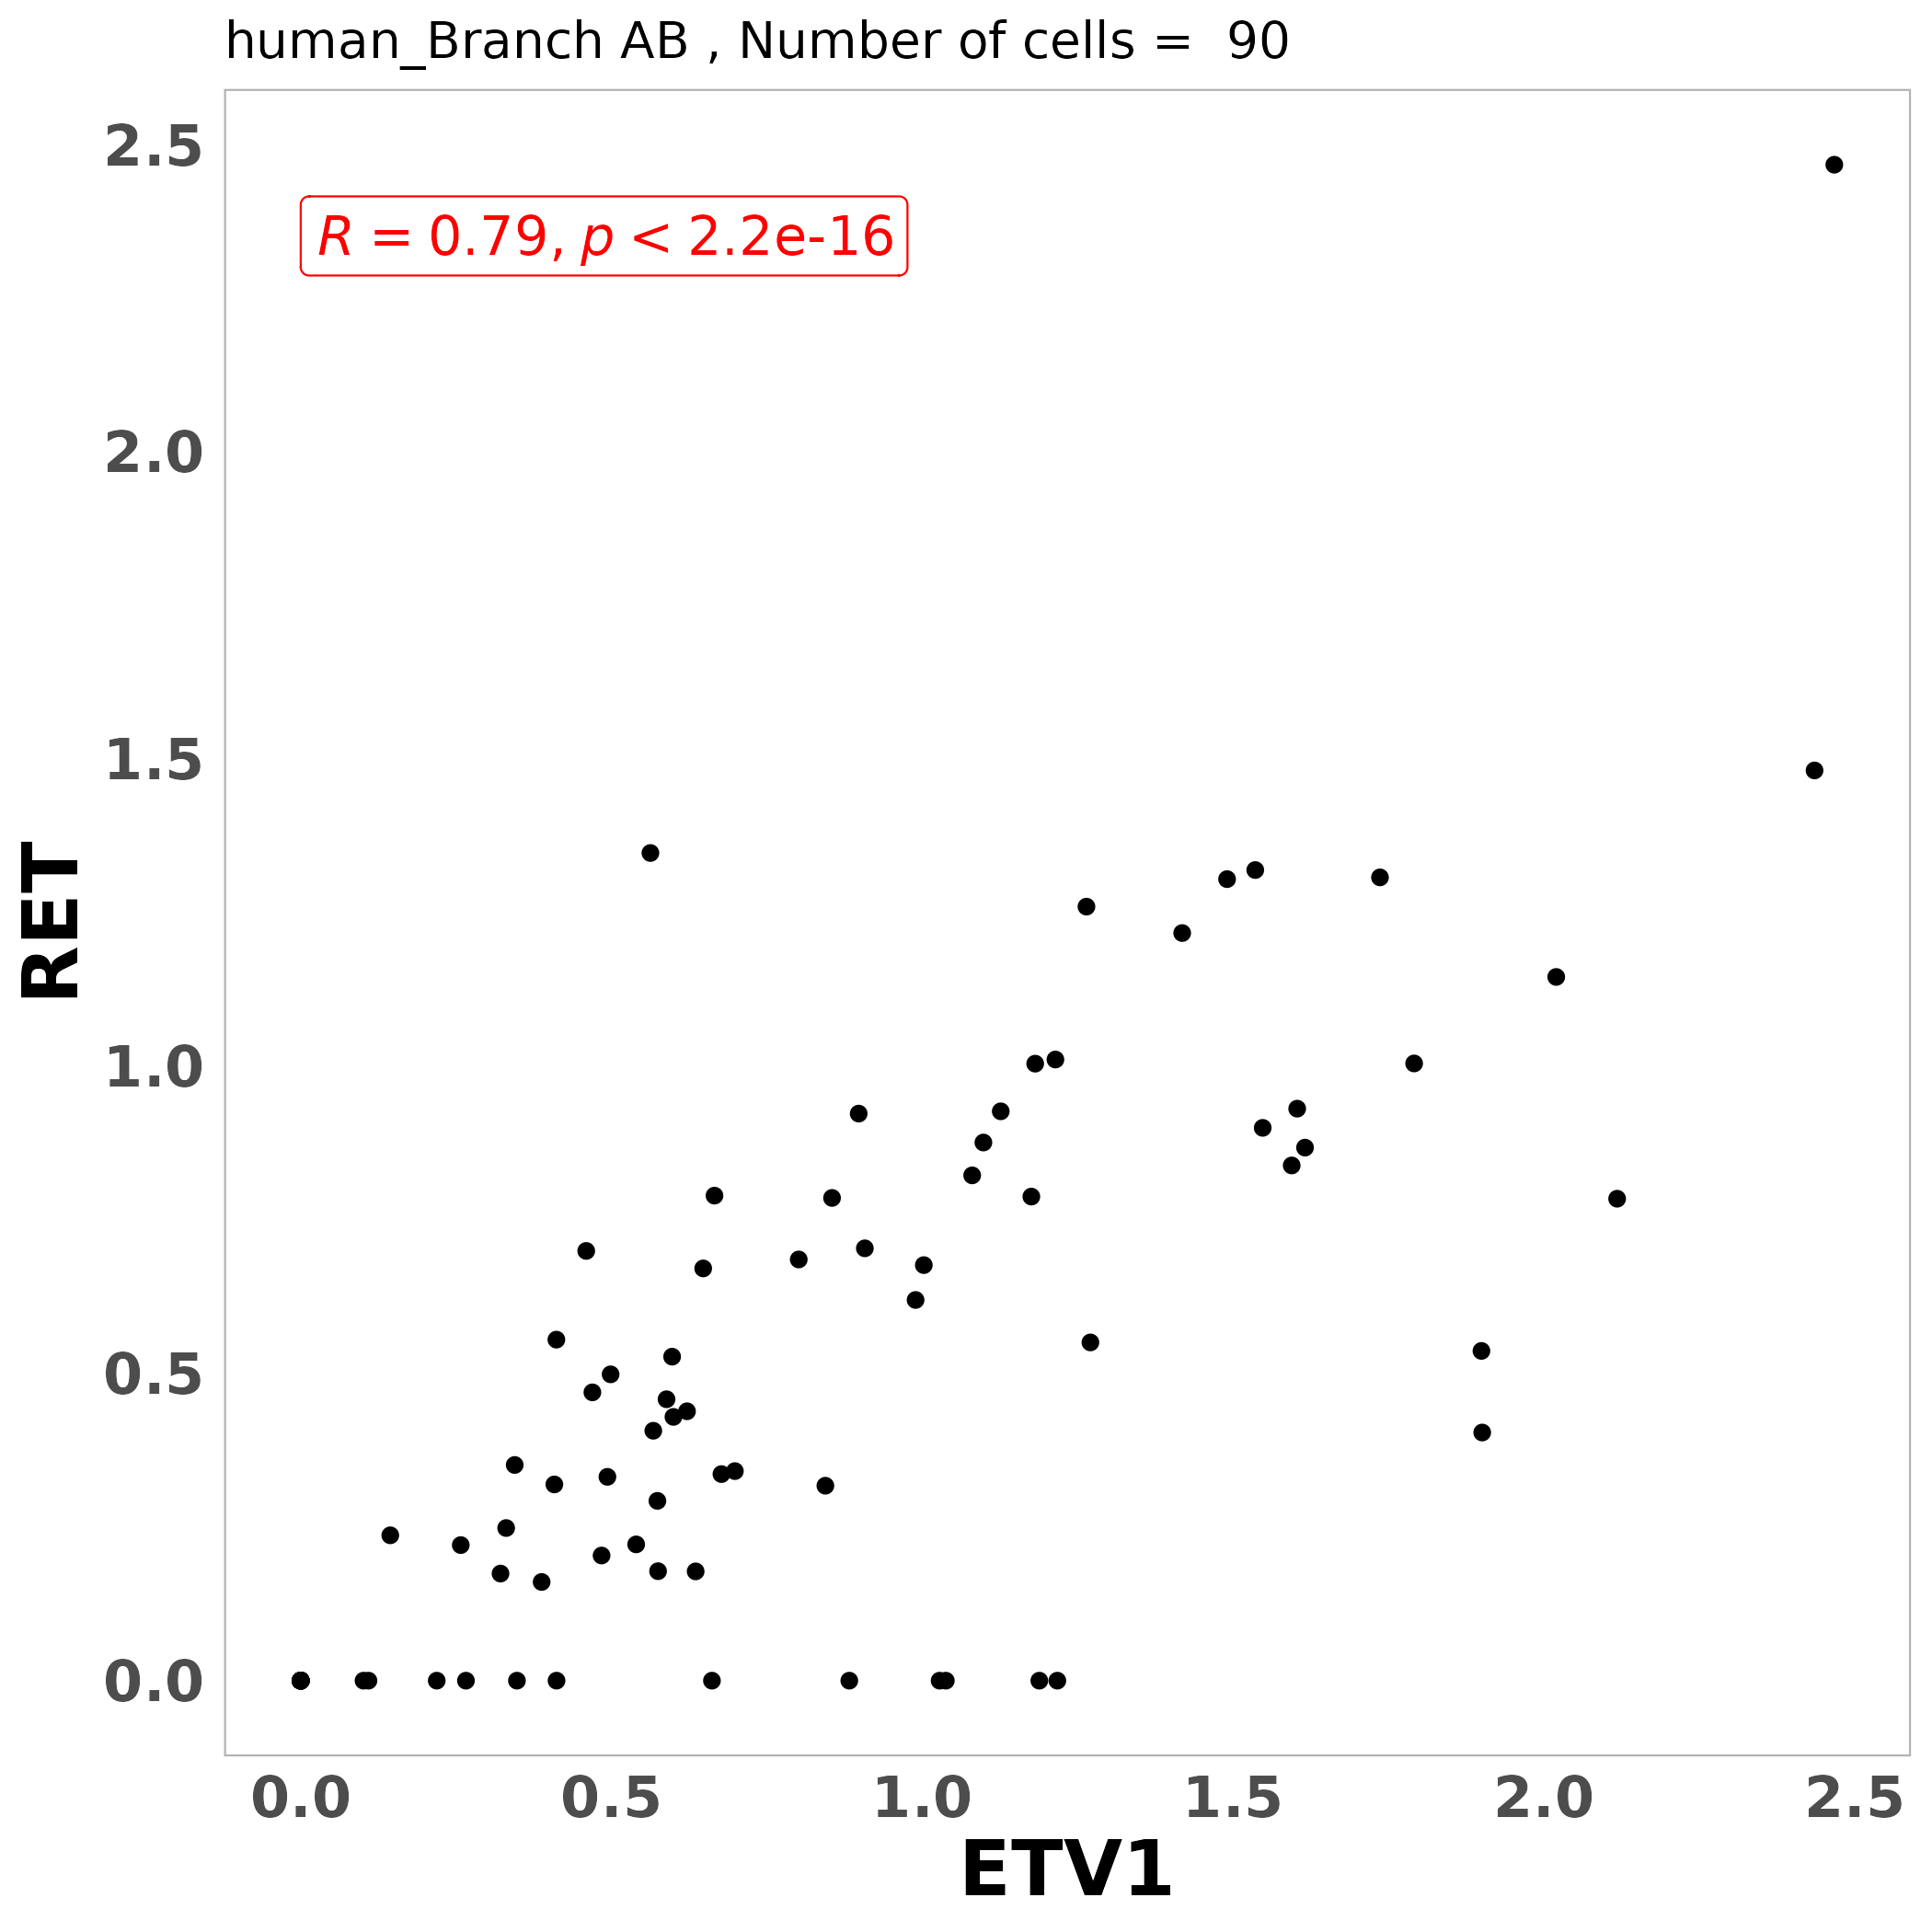 human_Branch AB , Number of cells =  90
2.5
R = 0.79, p < 2.2e-16
2.0
1.5
RET
1.0
0.5
0.0
0.0 0.5 1.0 1.5 2.0 2.5
ETV1